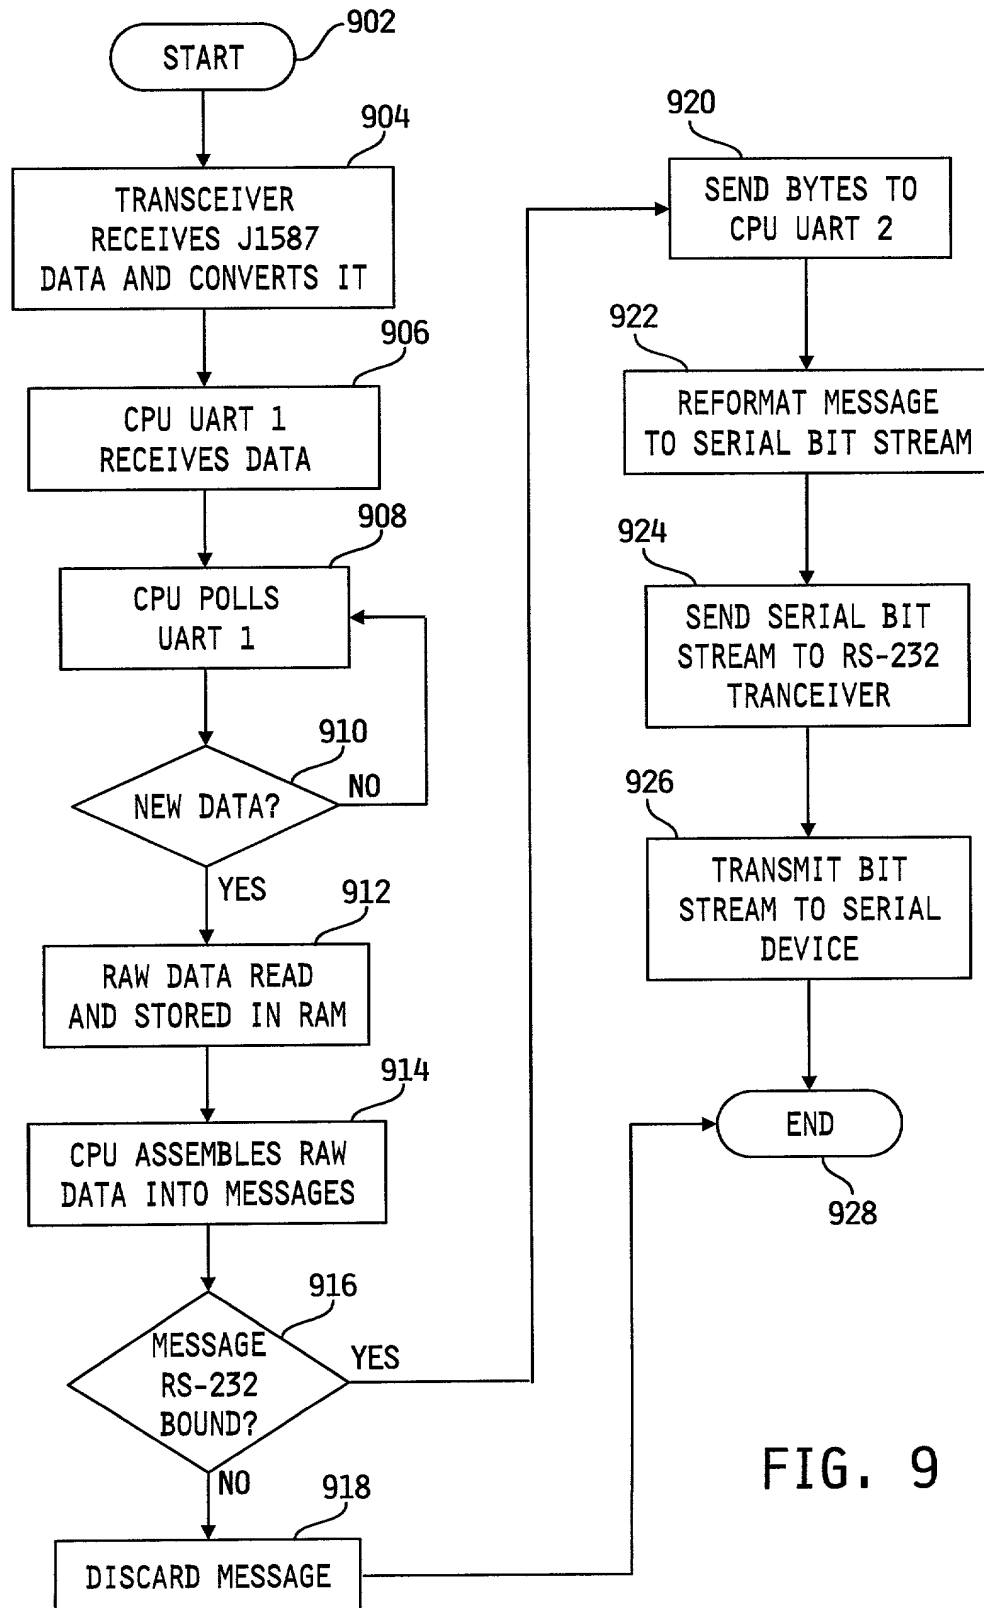 902
START
904
TRANSCEIVER
RECEIVES J1587
DATA AND CONVERTS IT
906
CPU UART 1
RECEIVES DATA
908
CPU POLLS
UART 1
910
NEW DATA?
NO
YES
912
RAW DATA READ
AND STORED IN RAM
914
CPU ASSEMBLES RAW
DATA INTO MESSAGES
916
MESSAGE
RS-232
BOUND?
YES
NO
918
DISCARD MESSAGE
920
SEND BYTES TO
CPU UART 2
922
REFORMAT MESSAGE
TO SERIAL BIT STREAM
924
SEND SERIAL BIT
STREAM TO RS-232
TRANCEIVER
926
TRANSMIT BIT
STREAM TO SERIAL
DEVICE
END
928
FIG. 9